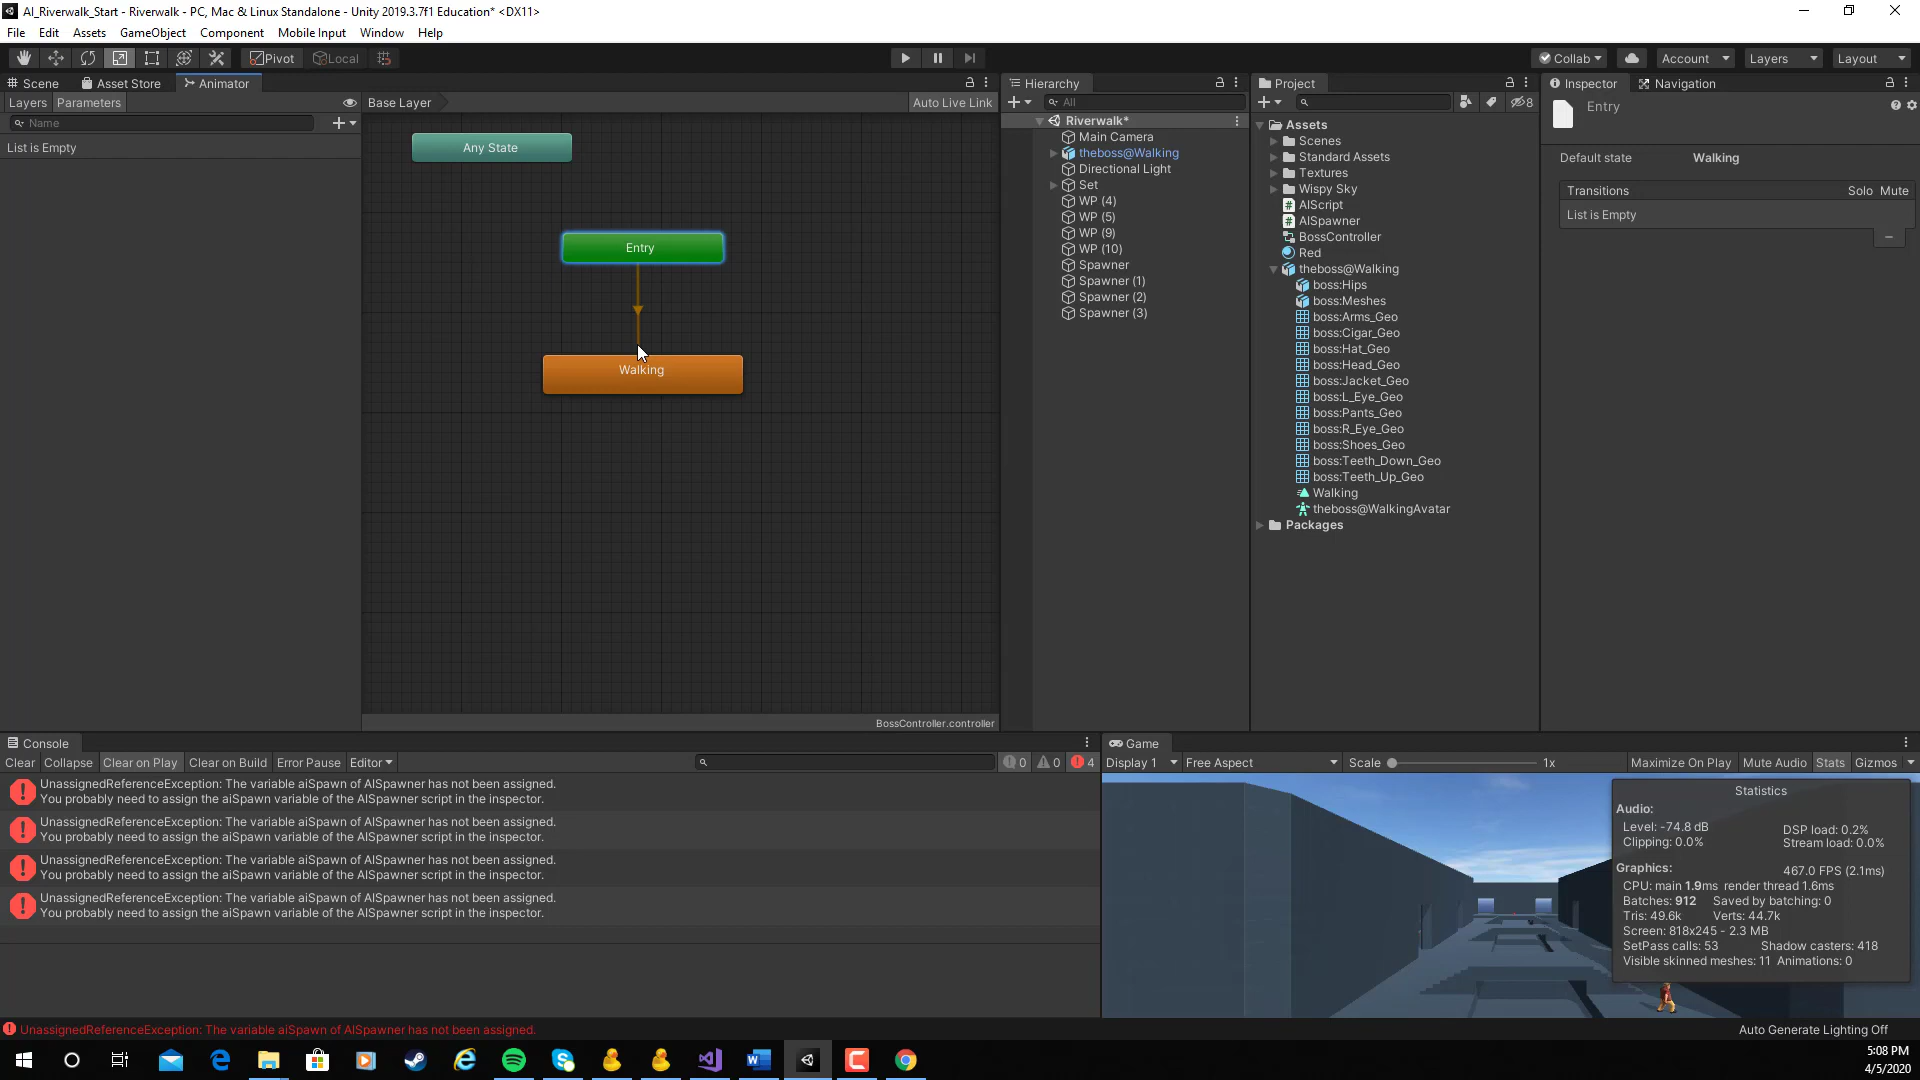 AI_Riverwalk_Start - Riverwalk - PC, Mac & Linux Standalone - Unity 2019.3.7f1 Education* <DX11>
File Edit Assets GameObject Component Mobile Input Window Help
Pivot Local Collab Account Layers Layout
Scene Asset Store Animator
Layers Parameters Base Layer Auto Live Link
Name
List is Empty
Any State
Entry
Walking
BossController.controller
Hierarchy
All
Riverwalk*
Main Camera
theboss@Walking
Directional Light
Set
WP (4)
WP (5)
WP (9)
WP (10)
Spawner
Spawner (1)
Spawner (2)
Spawner (3)
Project
8
Assets
Scenes
Standard Assets
Textures
Wispy Sky
AIScript
AISpawner
BossController
Red
theboss@Walking
boss:Hips
boss:Meshes
boss:Arms_Geo
boss:Cigar_Geo
boss:Hat_Geo
boss:Head_Geo
boss:Jacket_Geo
boss:L_Eye_Geo
boss:Pants_Geo
boss:R_Eye_Geo
boss:Shoes_Geo
boss:Teeth_Down_Geo
boss:Teeth_Up_Geo
Walking
theboss@WalkingAvatar
Packages
Inspector Navigation
Entry
Default state Walking
Transitions Solo Mute
List is Empty
Console
Clear Collapse Clear on Play Clear on Build Error Pause Editor 0 0 4
UnassignedReferenceException: The variable aiSpawn of AISpawner has not been assigned.
You probably need to assign the aiSpawn variable of the AISpawner script in the inspector.
UnassignedReferenceException: The variable aiSpawn of AISpawner has not been assigned.
You probably need to assign the aiSpawn variable of the AISpawner script in the inspector.
UnassignedReferenceException: The variable aiSpawn of AISpawner has not been assigned.
You probably need to assign the aiSpawn variable of the AISpawner script in the inspector.
UnassignedReferenceException: The variable aiSpawn of AISpawner has not been assigned.
You probably need to assign the aiSpawn variable of the AISpawner script in the inspector.
Game
Display 1 Free Aspect Scale 1x Maximize On Play Mute Audio Stats Gizmos
Statistics
Audio:
Level: -74.8 dB DSP load: 0.2%
Clipping: 0.0% Stream load: 0.0%
Graphics: 467.0 FPS (2.1ms)
CPU: main 1.9ms render thread 1.6ms
Batches: 912 Saved by batching: 0
Tris: 49.6k Verts: 44.7k
Screen: 818x245 - 2.3 MB
SetPass calls: 53 Shadow casters: 418
Visible skinned meshes: 11 Animations: 0
UnassignedReferenceException: The variable aiSpawn of AISpawner has not been assigned.
Auto Generate Lighting Off
5:08 PM
4/5/2020